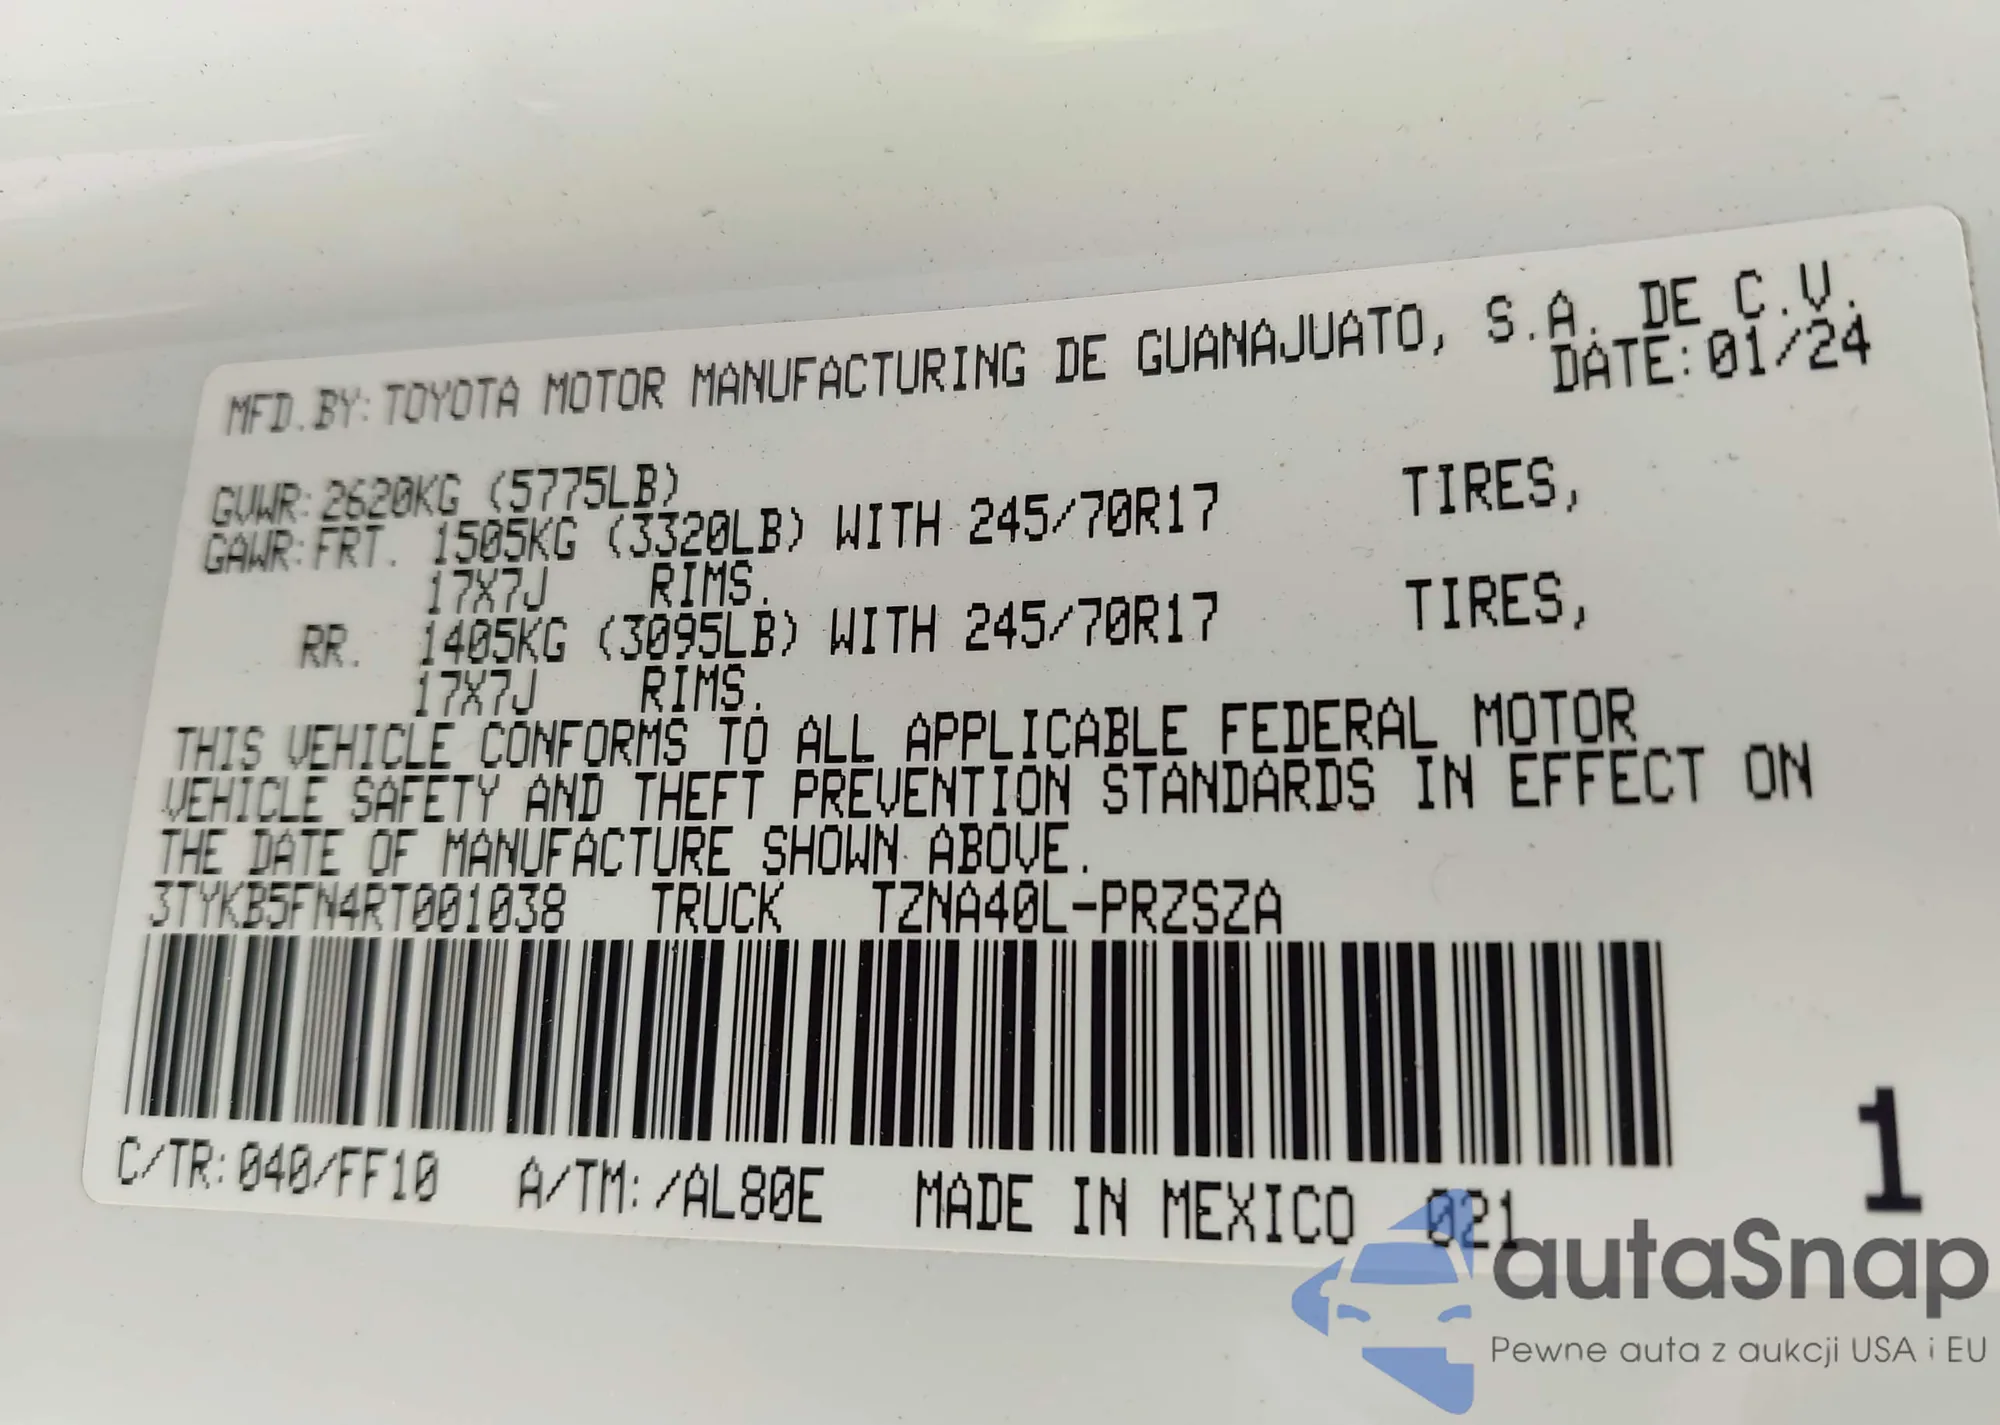 MFD.BY:TOYOTA MOTOR MANUFACTURING DE GUANAJUATO, S.A. DE C.V.
DATE:01/24
GVWR:2620KG (5775LB)
GAWR:FRT. 1505KG (3320LB) WITH 245/70R17 TIRES,
17X7J RIMS.
RR. 1405KG (3095LB) WITH 245/70R17 TIRES,
17X7J RIMS.
THIS VEHICLE CONFORMS TO ALL APPLICABLE FEDERAL MOTOR
VEHICLE SAFETY AND THEFT PREVENTION STANDARDS IN EFFECT ON
THE DATE OF MANUFACTURE SHOWN ABOVE.
3TYKB5FN4RT001038 TRUCK TZNA40L-PRZSZA
1
C/TR:040/FF10 A/TM:/AL80E MADE IN MEXICO 021
autaSnap
Pewne auta z aukcji USA i EU